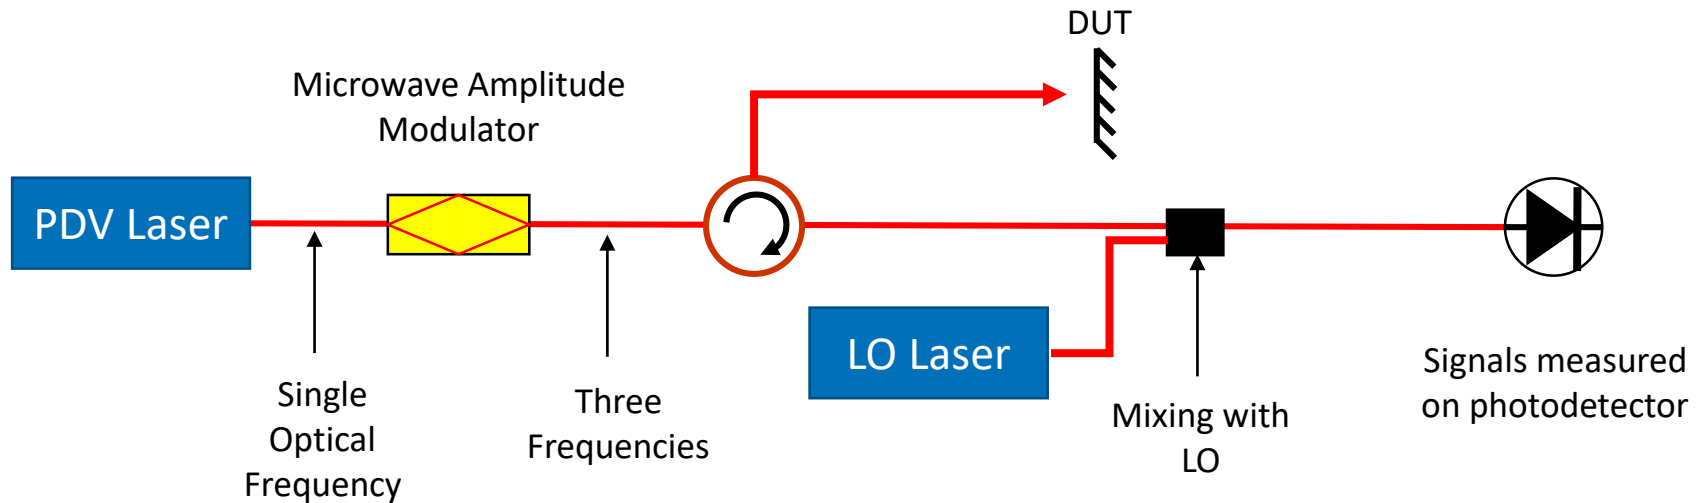 DUT
Microwave Amplitude
Modulator
PDV Laser
LO Laser
Single
Optical
Frequency
Three
Frequencies
Mixing with
LO
Signals measured
on photodetector